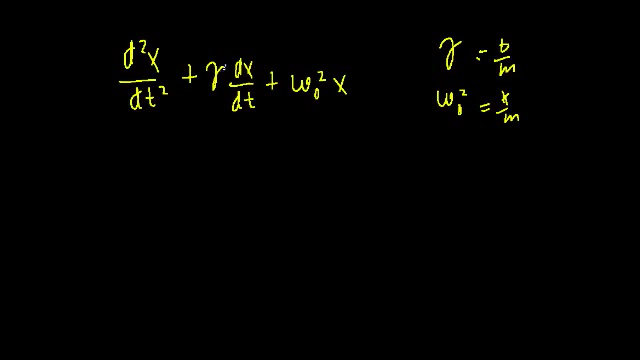 d²x/dt² + γ dx/dt + ω₀² x
γ = b/m
ω₀² = k/m